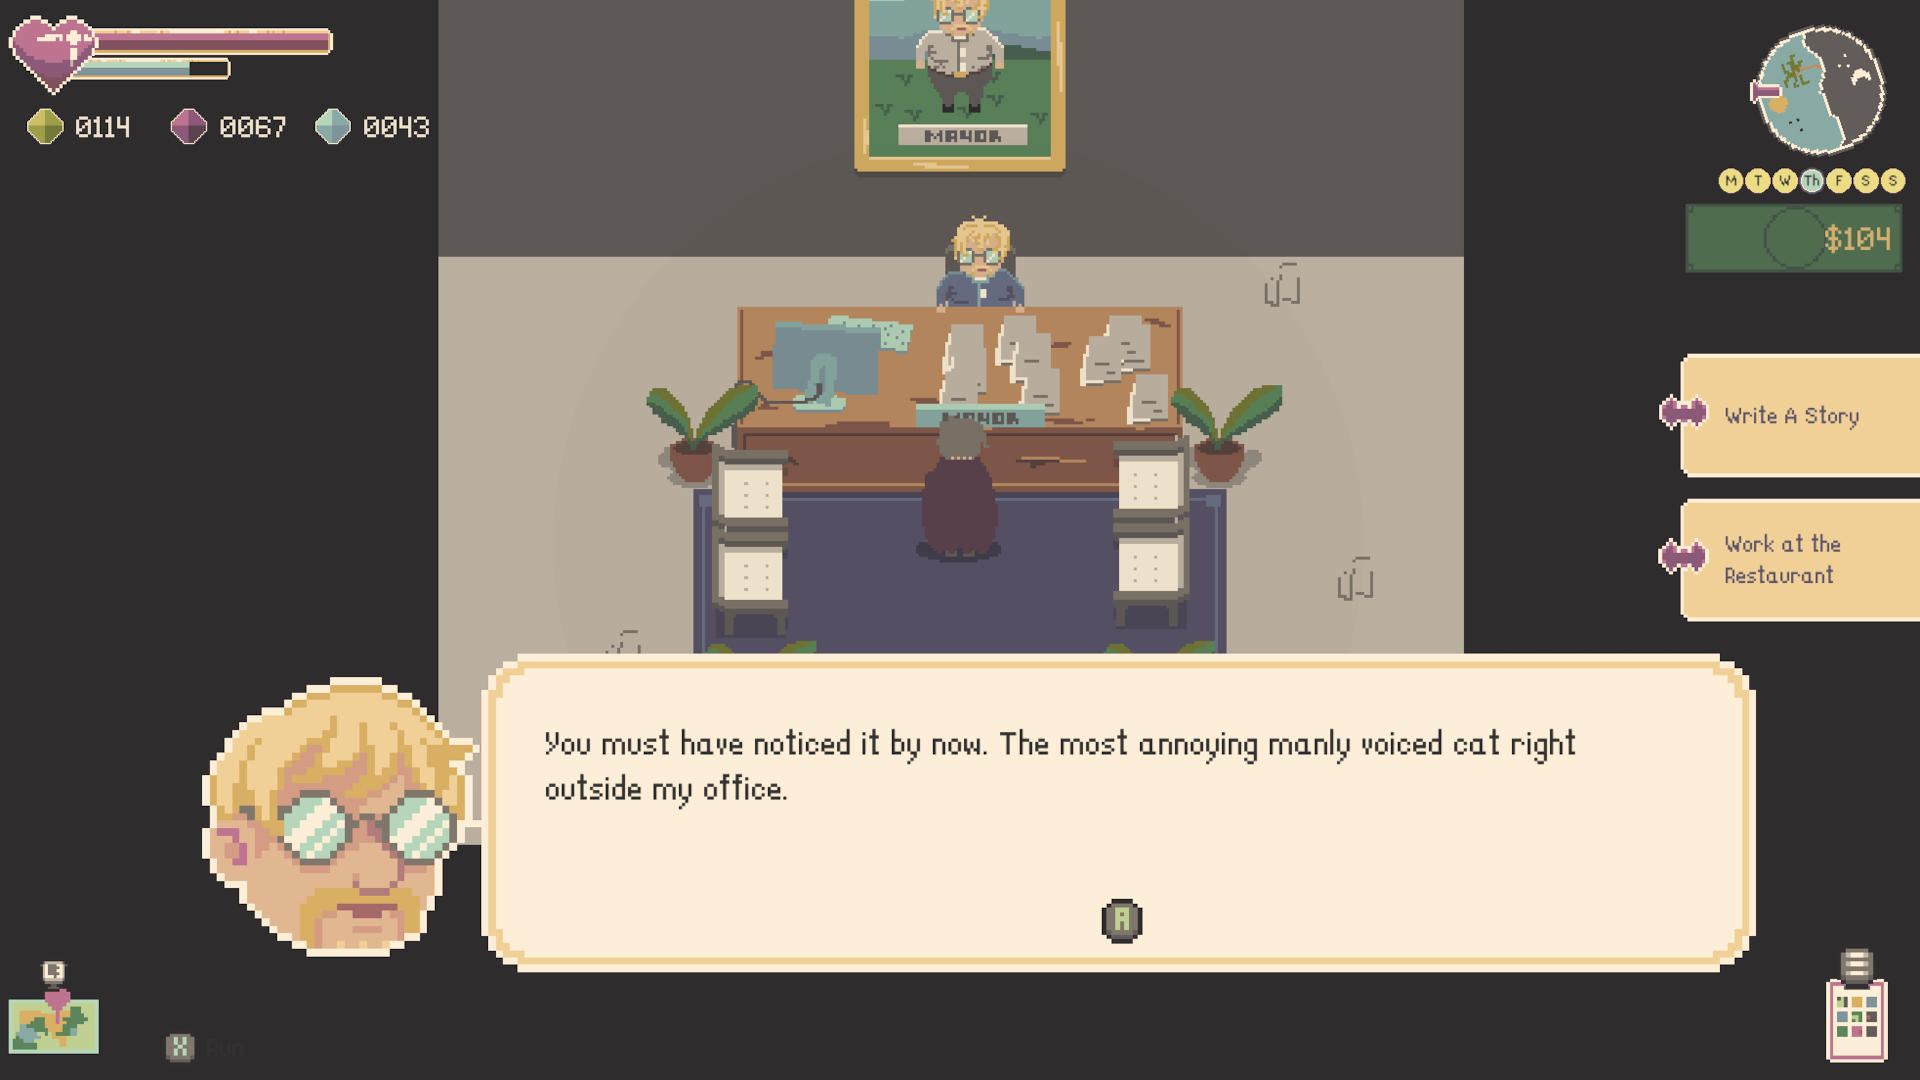 0114 0067 0043
MAYOR
M T W Th F S S
$104
MAYOR
Write A Story
Work at the
Restaurant
You must have noticed it by now. The most annoying manly voiced cat right
outside my office.
A
X Run